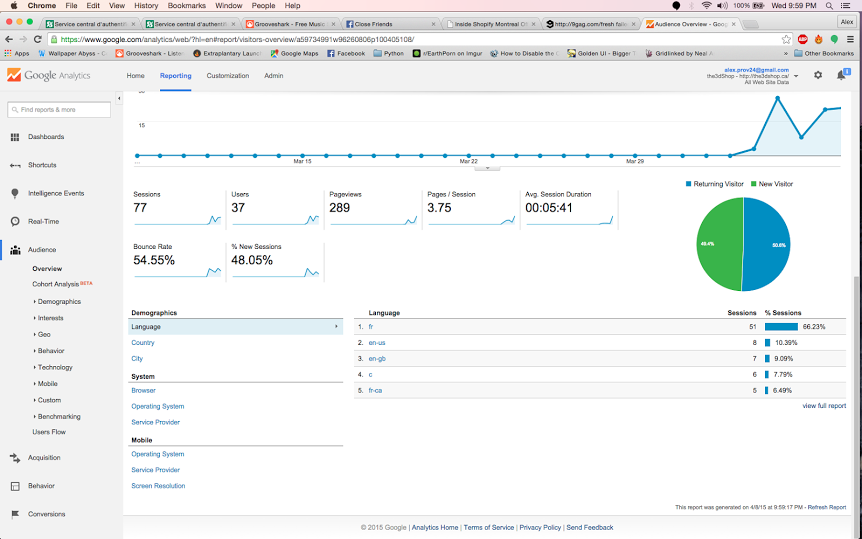 Chrome File Edit View History Bookmarks Window People Help 100% Wed 9:59 PM
Service central d'authentifi Service central d'authentifi Grooveshark - Free Music Close Friends Inside Shopify Montreal Of http://9gag.com/fresh failed Audience Overview - Goog Alex
https://www.google.com/analytics/web/?hl=en#report/visitors-overview/a59734991w96260806p100405108/
Apps Wallpaper Abyss - Grooveshark - Listen Extraplantary Launch Google Maps Facebook Python r/EarthPorn on Imgur How to Disable the Golden UI - Bigger T Gridlinked by Neal A » Other Bookmarks
Google Analytics Home Reporting Customization Admin
alex.prov24@gmail.com
the3dShop - http://the3dshop.ca/
All Web Site Data
Find reports & more
Dashboards
Shortcuts
Intelligence Events
Real-Time
Audience
Overview
Cohort Analysis BETA
Demographics
Interests
Geo
Behavior
Technology
Mobile
Custom
Benchmarking
Users Flow
Acquisition
Behavior
Conversions
15
... Mar 15 Mar 22 Mar 29
Sessions Users Pageviews Pages / Session Avg. Session Duration
77 37 289 3.75 00:05:41
Bounce Rate % New Sessions
54.55% 48.05%
Returning Visitor New Visitor
49.4% 50.6%
Demographics
Language
Country
City
System
Browser
Operating System
Service Provider
Mobile
Operating System
Service Provider
Screen Resolution
Language Sessions % Sessions
1. fr 51 66.23%
2. en-us 8 10.39%
3. en-gb 7 9.09%
4. c 6 7.79%
5. fr-ca 5 6.49%
view full report
This report was generated on 4/8/15 at 9:59:17 PM - Refresh Report
© 2015 Google | Analytics Home | Terms of Service | Privacy Policy | Send Feedback